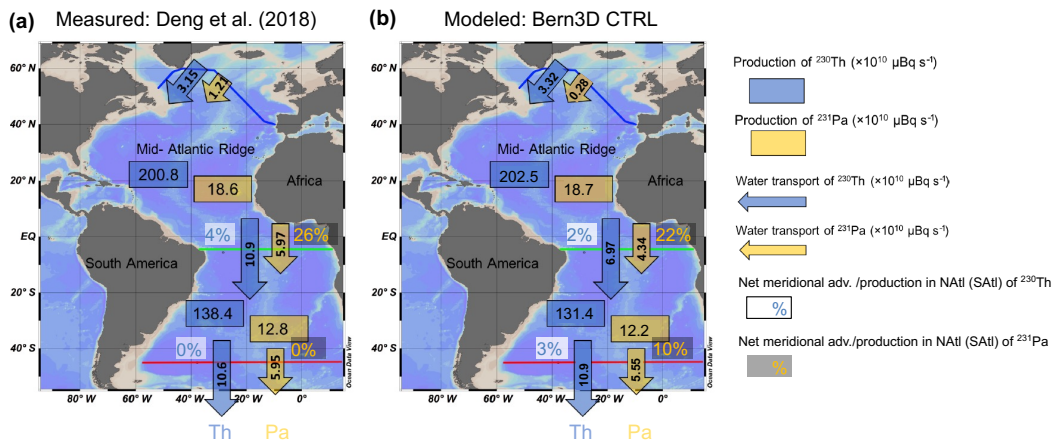 (a) Measured: Deng et al. (2018)
60° N
40° N
20° N
EQ
20° S
40° S
80° W 60° W 40° W 20° W 0°
3.15
1.21
Mid- Atlantic Ridge
200.8
18.6
Africa
4%
26%
10.9
5.97
South America
138.4
12.8
0%
0%
10.6
5.95
Ocean Data View
Th Pa
(b) Modeled: Bern3D CTRL
60° N
40° N
20° N
EQ
20° S
40° S
80° W 60° W 40° W 20° W 0°
3.32
0.28
Mid- Atlantic Ridge
202.5
18.7
Africa
2%
22%
6.97
4.34
South America
131.4
12.2
3%
10%
10.9
5.55
Ocean Data View
Th Pa
Production of ²³⁰Th (×10¹⁰ µBq s⁻¹)
Production of ²³¹Pa (×10¹⁰ µBq s⁻¹)
Water transport of ²³⁰Th (×10¹⁰ µBq s⁻¹)
Water transport of ²³¹Pa (×10¹⁰ µBq s⁻¹)
Net meridional adv. /production in NAtl (SAtl) of ²³⁰Th
%
Net meridional adv./production in NAtl (SAtl) of ²³¹Pa
%